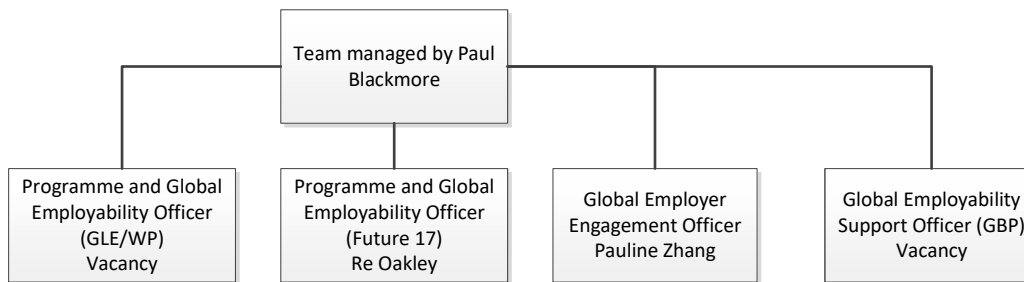 Team managed by Paul
Blackmore
Programme and Global
Employability Officer
(GLE/WP)
Vacancy
Programme and Global
Employability Officer
(Future 17)
Re Oakley
Global Employer
Engagement Officer
Pauline Zhang
Global Employability
Support Officer (GBP)
Vacancy